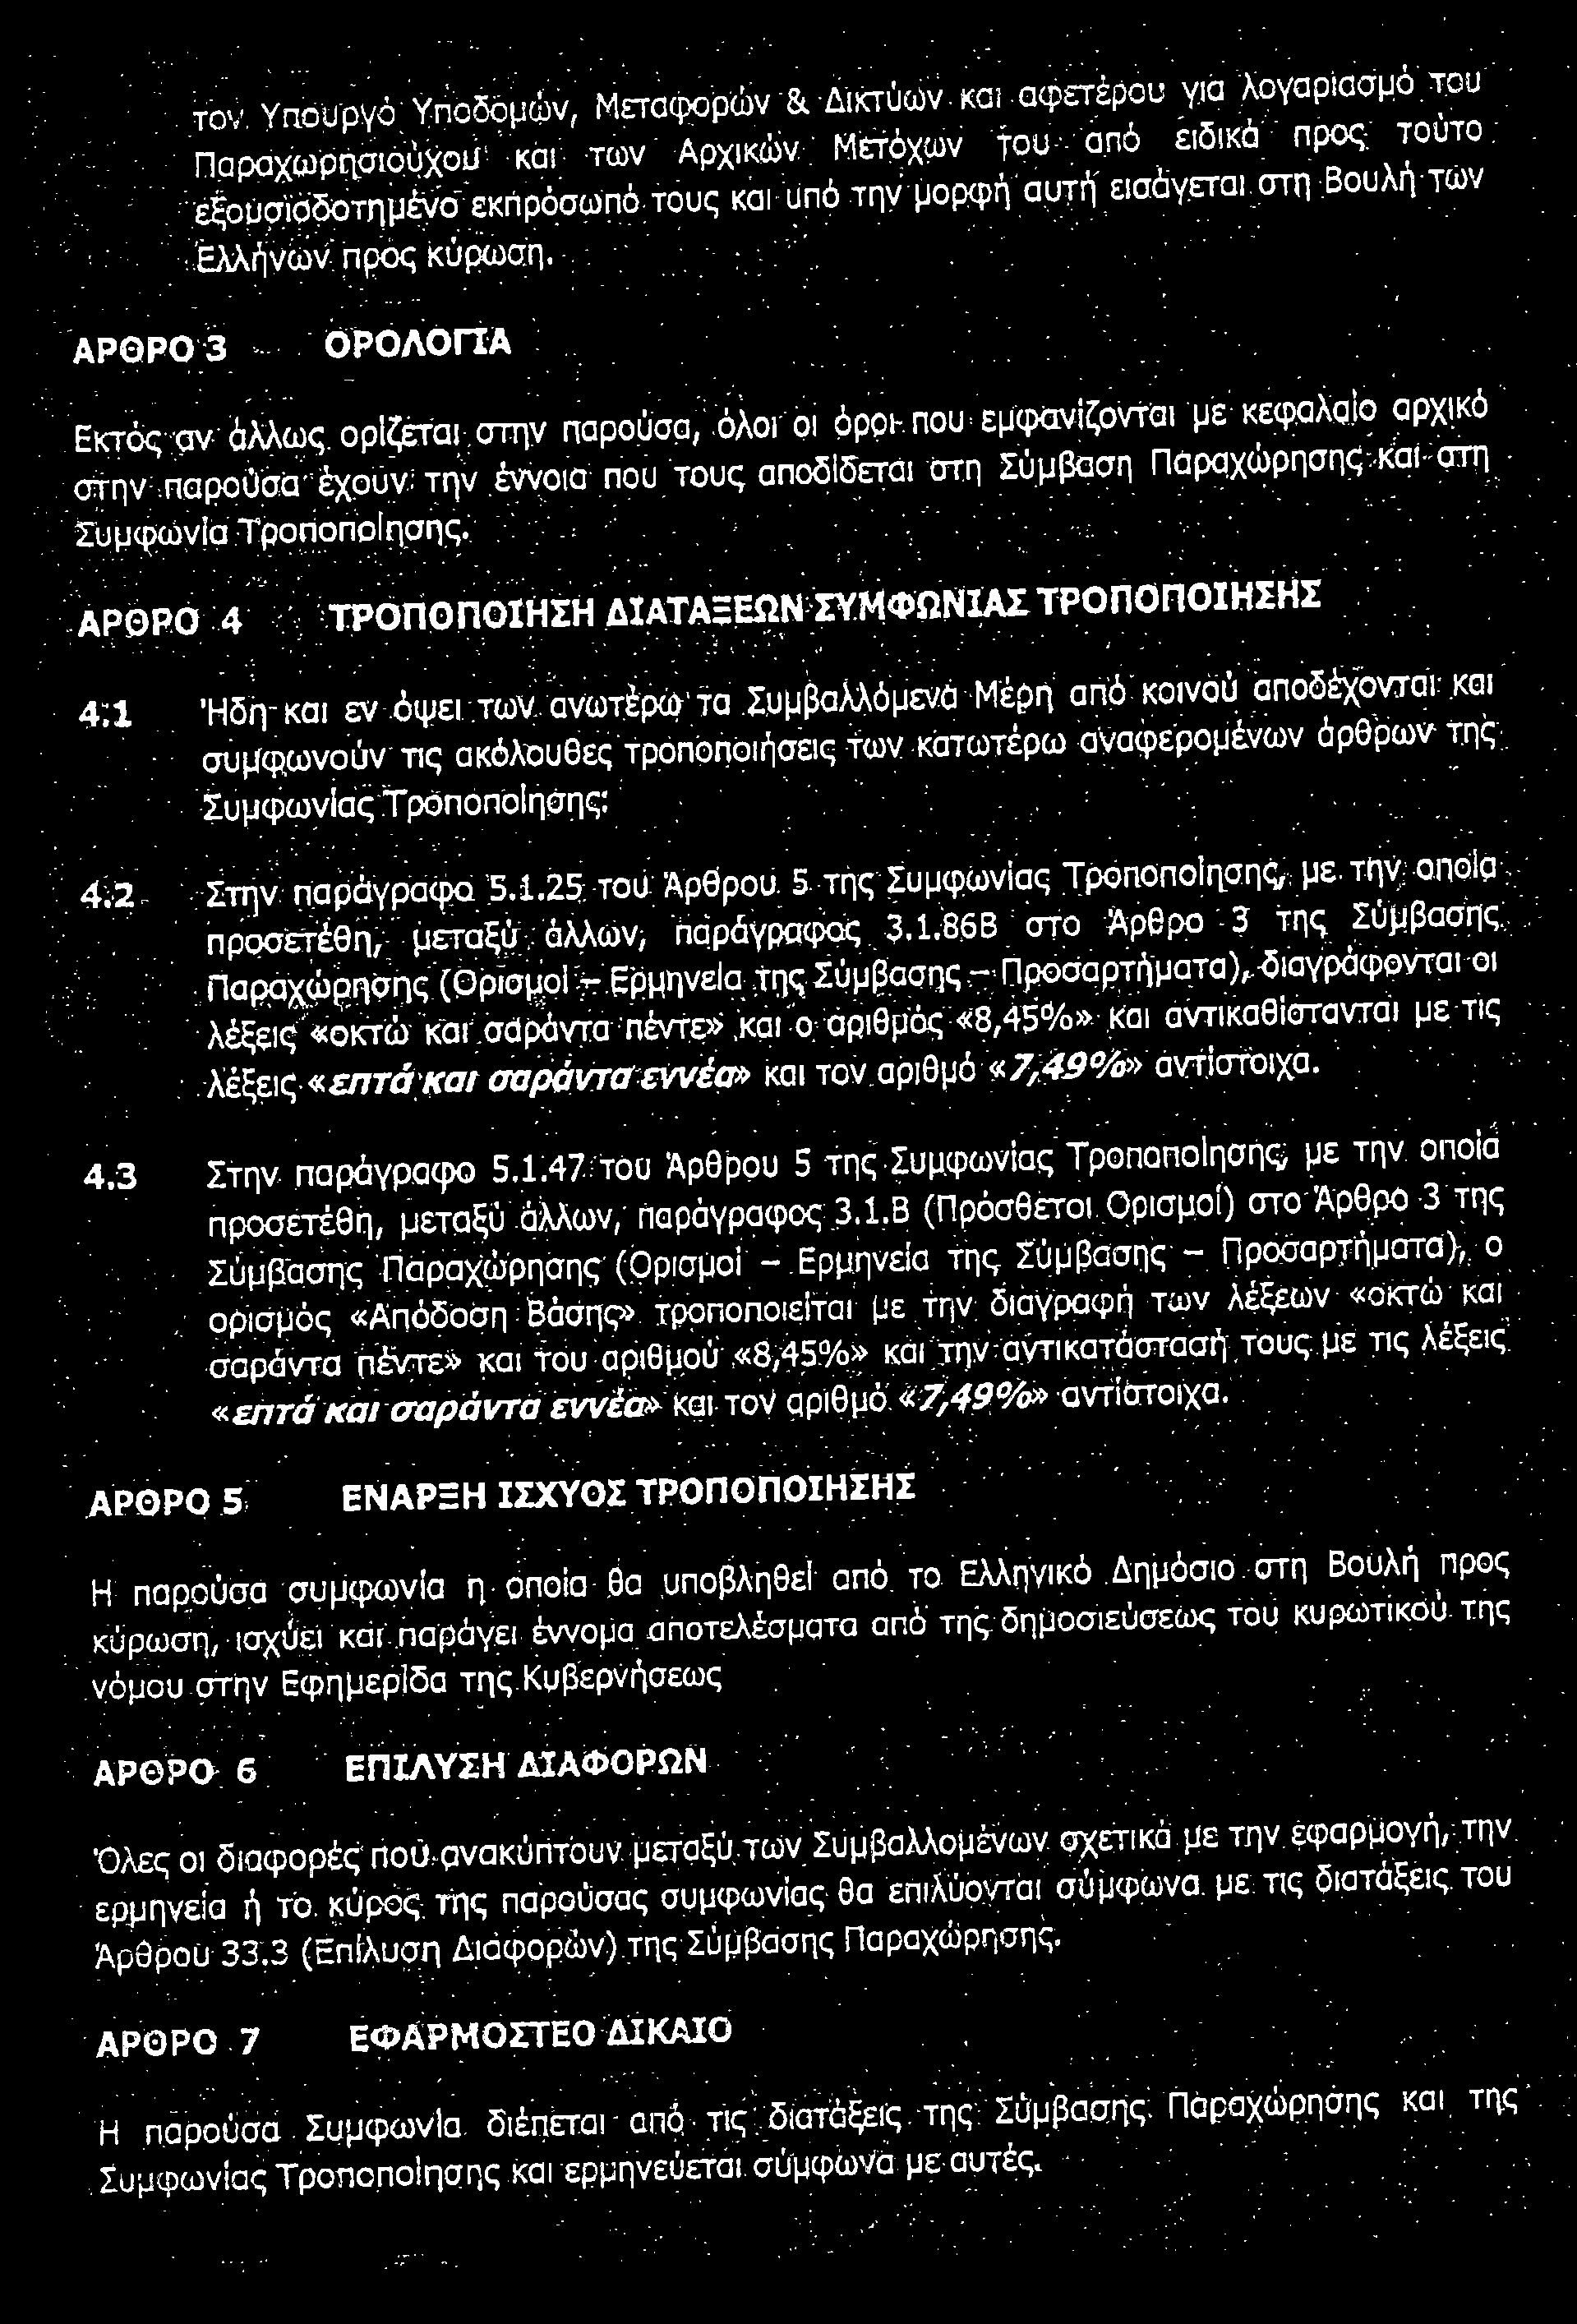 τον Υπουργό Υποδομών, Μεταφορών & Δικτύων και αφετέρου για λογαριασμό του
Παραχωρησιούχου και των Αρχικών Μετόχων του από ειδικά προς τούτο
εξουσιοδοτημένο εκπρόσωπό τους και υπό την μορφή αυτή εισάγεται στη Βουλή των
Ελλήνων προς κύρωση.
ΑΡΘΡΟ 3 ΟΡΟΛΟΓΙΑ
Εκτός αν άλλως ορίζεται στην παρούσα, όλοι οι όροι που εμφανίζονται με κεφαλαίο αρχικό
στην παρούσα έχουν την έννοια που τους αποδίδεται στη Σύμβαση Παραχώρησης και στη
Συμφωνία Τροποποίησης.
ΑΡΘΡΟ 4 ΤΡΟΠΟΠΟΙΗΣΗ ΔΙΑΤΑΞΕΩΝ ΣΥΜΦΩΝΙΑΣ ΤΡΟΠΟΠΟΙΗΣΗΣ
4.1 Ήδη και εν όψει των ανωτέρω τα Συμβαλλόμενα Μέρη από κοινού αποδέχονται και
συμφωνούν τις ακόλουθες τροποποιήσεις των κατωτέρω αναφερομένων άρθρων της
Συμφωνίας Τροποποίησης:
4.2 Στην παράγραφο 5.1.25 του Άρθρου 5 της Συμφωνίας Τροποποίησης, με την οποία
προσετέθη, μεταξύ άλλων, παράγραφος 3.1.86Β στο Άρθρο 3 της Σύμβασης
Παραχώρησης (Ορισμοί – Ερμηνεία της Σύμβασης – Προσαρτήματα), διαγράφονται οι
λέξεις «οκτώ και σαράντα πέντε» και ο αριθμός «8,45%» και αντικαθίστανται με τις
λέξεις «επτά και σαράντα εννέα» και τον αριθμό «7,49%» αντίστοιχα.
4.3 Στην παράγραφο 5.1.47 του Άρθρου 5 της Συμφωνίας Τροποποίησης, με την οποία
προσετέθη, μεταξύ άλλων, παράγραφος 3.1.Β (Πρόσθετοι Ορισμοί) στο Άρθρο 3 της
Σύμβασης Παραχώρησης (Ορισμοί – Ερμηνεία της Σύμβασης – Προσαρτήματα), ο
ορισμός «Απόδοση Βάσης» τροποποιείται με την διαγραφή των λέξεων «οκτώ και
σαράντα πέντε» και του αριθμού «8,45%» και την αντικατάστασή τους με τις λέξεις
«επτά και σαράντα εννέα» και τον αριθμό «7,49%» αντίστοιχα.
ΑΡΘΡΟ 5 ΕΝΑΡΞΗ ΙΣΧΥΟΣ ΤΡΟΠΟΠΟΙΗΣΗΣ
Η παρούσα συμφωνία η οποία θα υποβληθεί από το Ελληνικό Δημόσιο στη Βουλή προς
κύρωση, ισχύει και παράγει έννομα αποτελέσματα από της δημοσιεύσεως του κυρωτικού της
νόμου στην Εφημερίδα της Κυβερνήσεως
ΑΡΘΡΟ 6 ΕΠΙΛΥΣΗ ΔΙΑΦΟΡΩΝ
Όλες οι διαφορές που ανακύπτουν μεταξύ των Συμβαλλομένων σχετικά με την εφαρμογή, την
ερμηνεία ή το κύρος της παρούσας συμφωνίας θα επιλύονται σύμφωνα με τις διατάξεις του
Άρθρου 33.3 (Επίλυση Διαφορών) της Σύμβασης Παραχώρησης.
ΑΡΘΡΟ 7 ΕΦΑΡΜΟΣΤΕΟ ΔΙΚΑΙΟ
Η παρούσα Συμφωνία διέπεται από τις διατάξεις της Σύμβασης Παραχώρησης και της
Συμφωνίας Τροποποίησης και ερμηνεύεται σύμφωνα με αυτές.